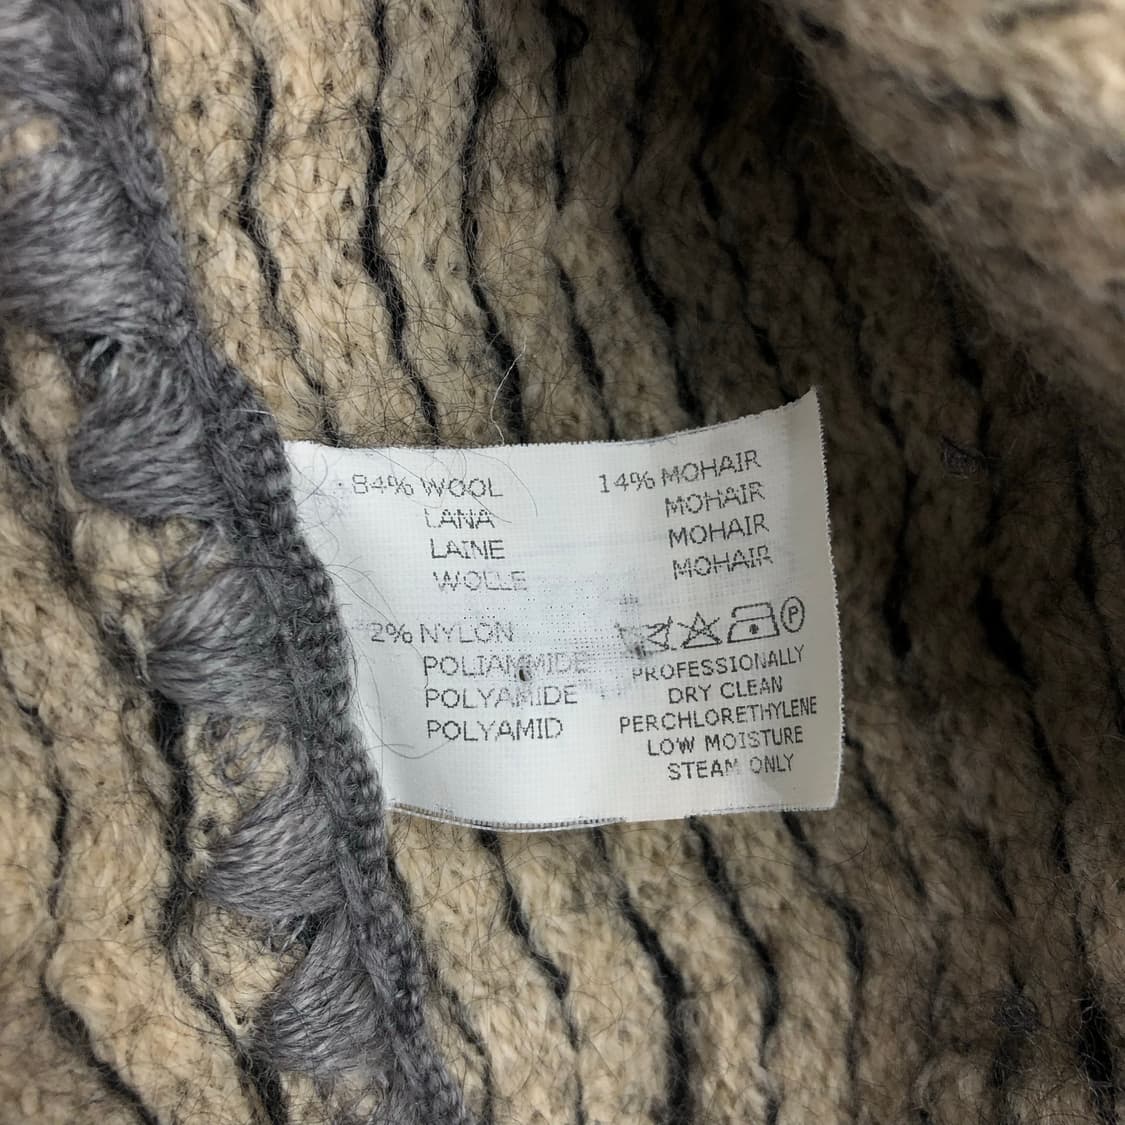 84% WOOL
LANA
LAINE
WOLLE
14% MOHAIR
MOHAIR
MOHAIR
MOHAIR
2% NYLON
POLIAMMIDE
POLYAMIDE
POLYAMID
P
PROFESSIONALLY
DRY CLEAN
PERCHLORETHYLENE
LOW MOISTURE
STEAM ONLY